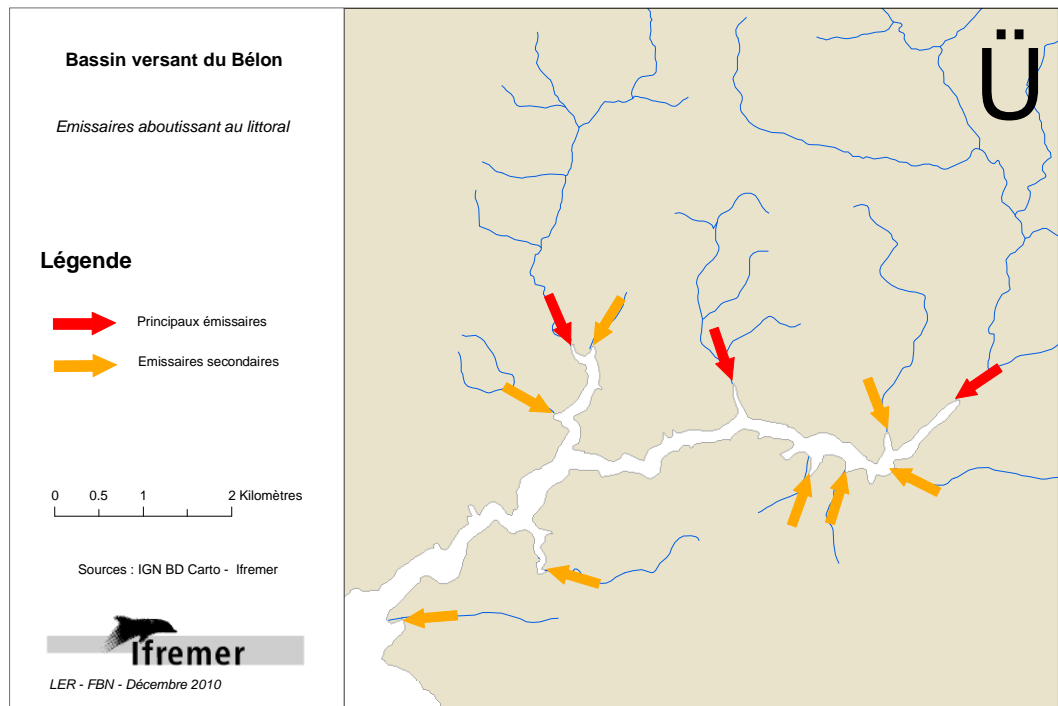 Bassin versant du Bélon
Emissaires aboutissant au littoral
Légende
Principaux émissaires
Emissaires secondaires
0 0.5 1 2 Kilomètres
Sources : IGN BD Carto - Ifremer
Ifremer
LER - FBN - Décembre 2010
Ü